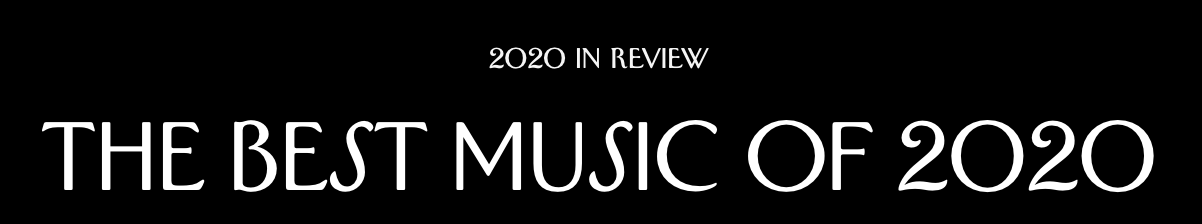 2020 IN REVIEW
THE BEST MUSIC OF 2020